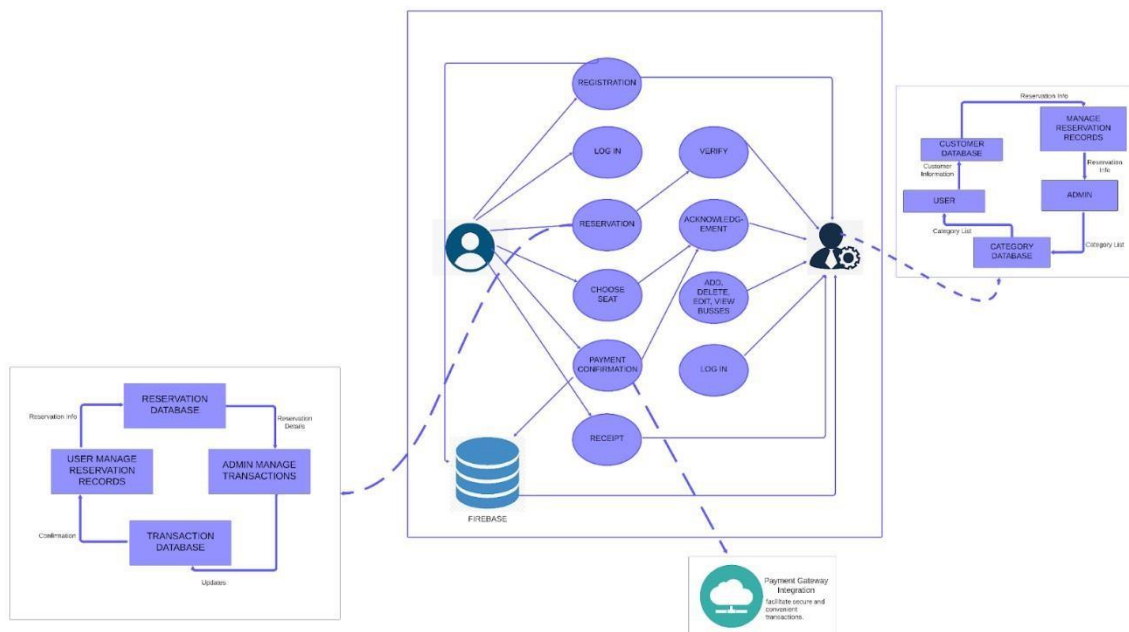 REGISTRATION
LOG IN
VERIFY
RESERVATION
ACKNOWLEDG-
EMENT
CHOOSE
SEAT
ADD,
DELETE,
EDIT, VIEW
BUSSES
PAYMENT
CONFIRMATION
LOG IN
RECEIPT
FIREBASE
Reservation Info
MANAGE
RESERVATION
RECORDS
CUSTOMER
DATABASE
Customer
Information
Reservation
Info
USER
ADMIN
Category List
Category List
CATEGORY
DATABASE
RESERVATION
DATABASE
Reservation Info
Reservation
Details
USER MANAGE
RESERVATION
RECORDS
ADMIN MANAGE
TRANSACTIONS
Confirmation
TRANSACTION
DATABASE
Updates
Payment Gateway
Integration
facilitate secure and
convenient
transactions.